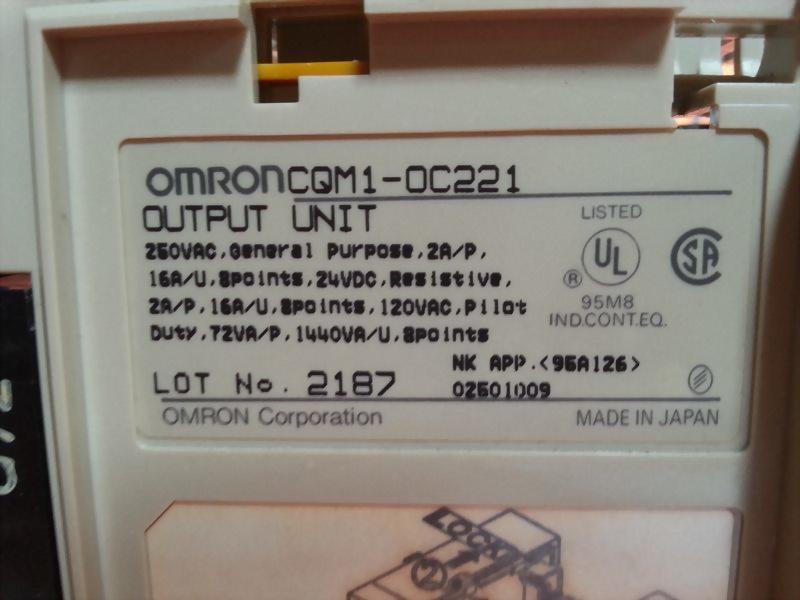 OMRON CQM1-OC221
OUTPUT UNIT
250VAC,General Purpose,2A/P,
16A/U,8points,24VDC,Resistive,
2A/P,16A/U,8points,120VAC,Pilot
Duty,72VA/P,1440VA/U,8points
LISTED
UL
®
SA
95M8
IND.CONT.EQ.
NK APP.<95A126>
LOT No. 2187
02501009
OMRON Corporation
MADE IN JAPAN
LOCK
2